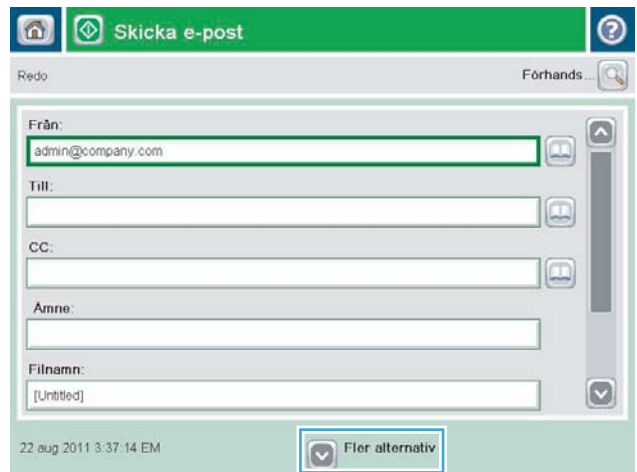 Skicka e-post
Redo
Förhands...
Från:
admin@company.com
Till:
CC:
Ämne:
Filnamn:
[Untitled]
22 aug 2011 3:37:14 EM
Fler alternativ